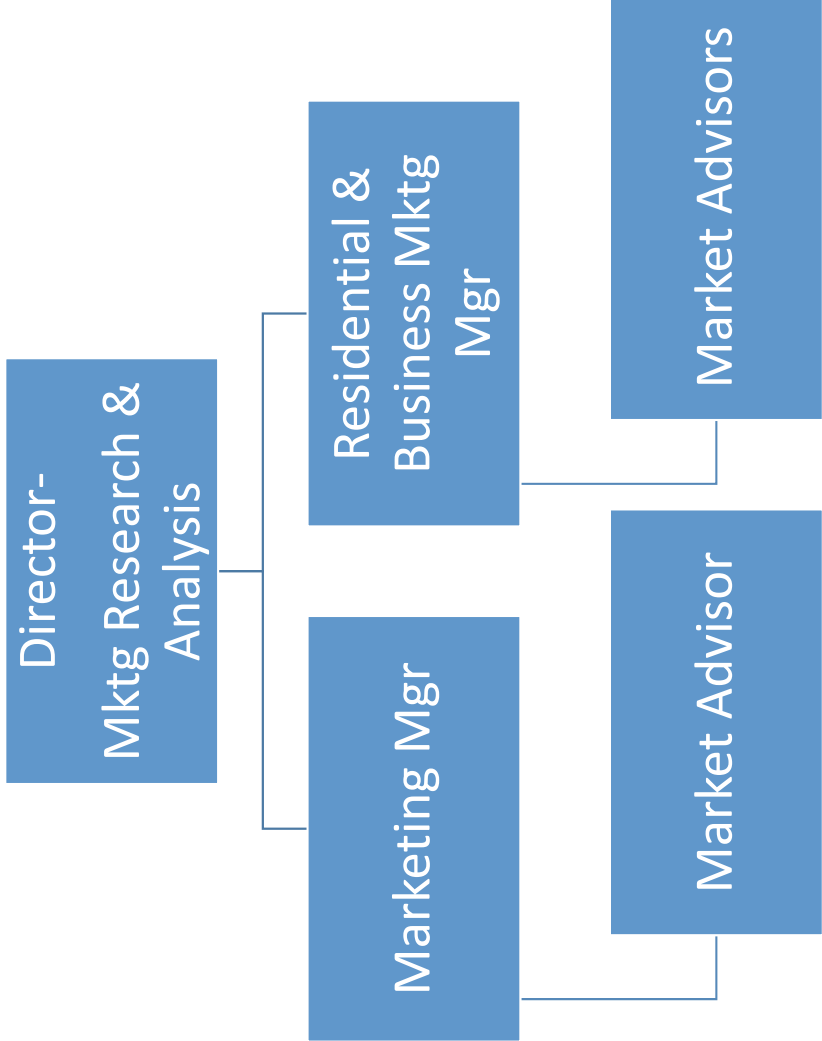 Director-
Mktg Research &
Analysis
Marketing Mgr
Market Advisor
Residential &
Business Mktg
Mgr
Market Advisors